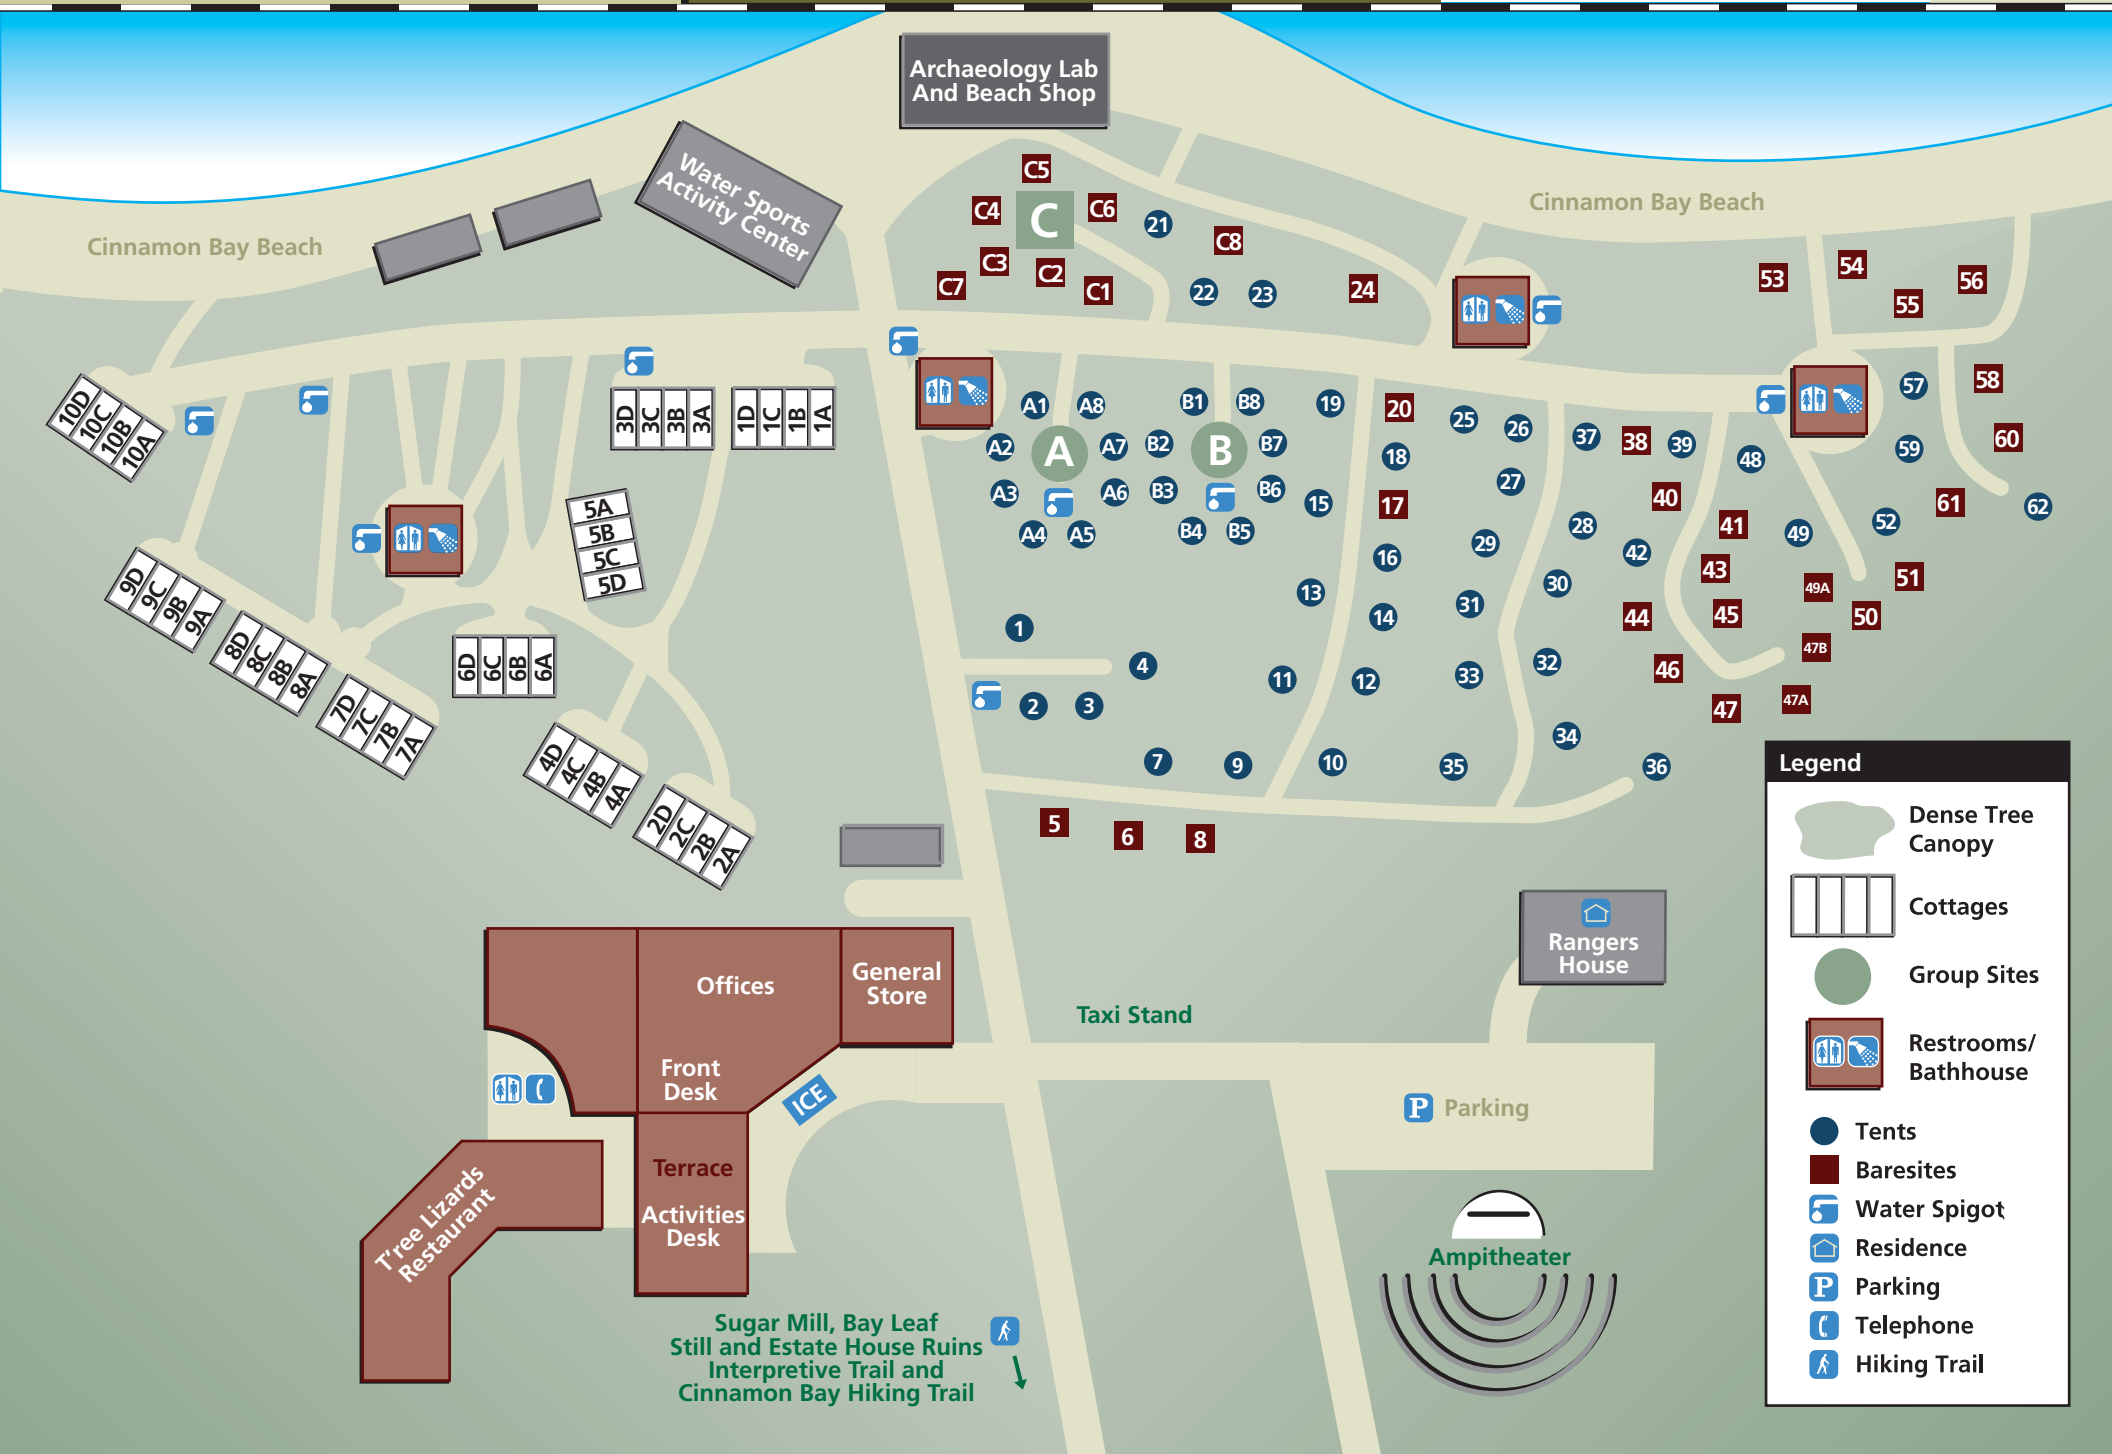 Archaeology Lab
And Beach Shop
Water Sports
Activity Center
Cinnamon Bay Beach
Cinnamon Bay Beach
C5
C4
C
C6
21
C8
C3
C2
C7
C1
22
23
24
53
54
55
56
10D
10C
10B
10A
3D
3C
3B
3A
1D
1C
1B
1A
A1
A8
A2
A
A7
A3
A6
A4
A5
B1
B8
B2
B
B7
B3
B6
B4
B5
19
20
18
17
15
16
13
14
25
26
27
29
28
30
31
37
38
39
40
41
42
43
44
45
46
47
48
49
49A
50
51
52
57
58
59
60
61
62
47B
47A
5A
5B
5C
5D
9D
9C
9B
9A
8D
8C
8B
8A
7D
7C
7B
7A
6D
6C
6B
6A
4D
4C
4B
4A
2D
2C
2B
2A
1
4
2
3
11
12
33
32
34
7
9
10
35
36
5
6
8
Offices
General
Store
Front
Desk
ICE
Terrace
Activities
Desk
T'ree Lizards
Restaurant
Taxi Stand
Rangers
House
P
Parking
Ampitheater
Sugar Mill, Bay Leaf
Still and Estate House Ruins
Interpretive Trail and
Cinnamon Bay Hiking Trail
Legend
Dense Tree
Canopy
Cottages
Group Sites
Restrooms/
Bathhouse
Tents
Baresites
Water Spigot
Residence
P
Parking
Telephone
Hiking Trail